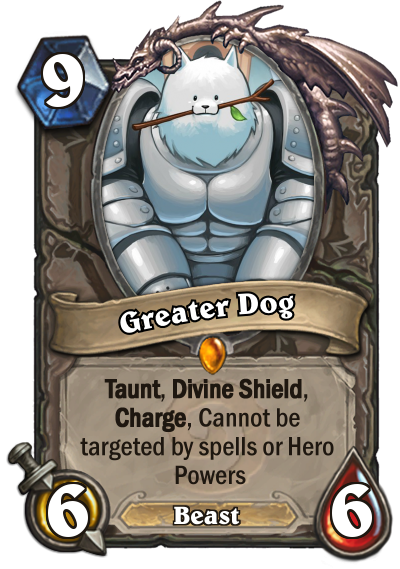 9
Greater Dog
Taunt, Divine Shield,
Charge, Cannot be
targeted by spells or Hero
Powers
6
Beast
6